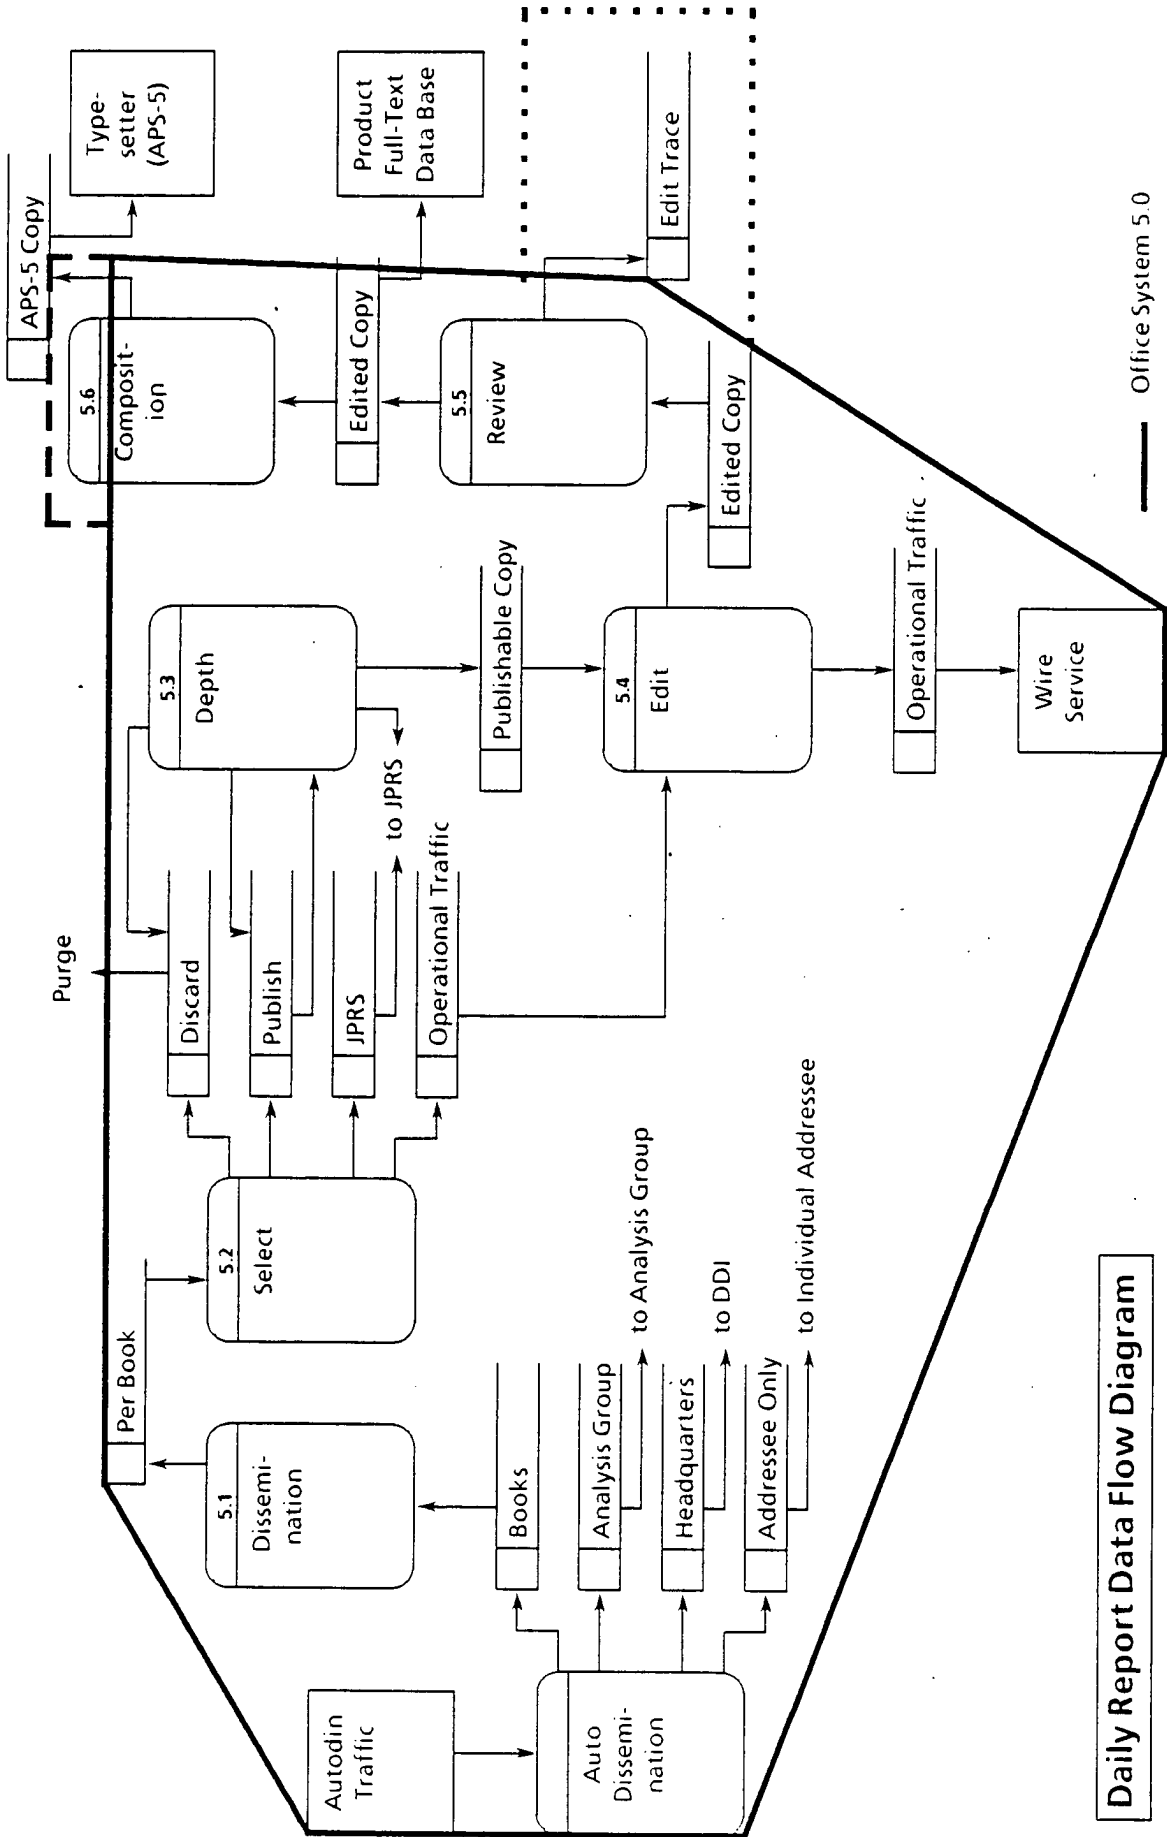 Autodin
Traffic
Auto
Dissemi-
nation
Books
Analysis Group
to Analysis Group
Headquarters
to DDI
Addressee Only
to Individual Addressee
5.1
Dissemi-
nation
Per Book
5.2
Select
Purge
Discard
Publish
JPRS
to JPRS
Operational Traffic
5.3
Depth
Publishable Copy
5.4
Edit
Operational Traffic
Wire
Service
Edited Copy
5.5
Review
Edit Trace
Edited Copy
Product
Full-Text
Data Base
5.6
Composit-
ion
APS-5 Copy
Type-
setter
(APS-5)
Office System 5.0
Daily Report Data Flow Diagram